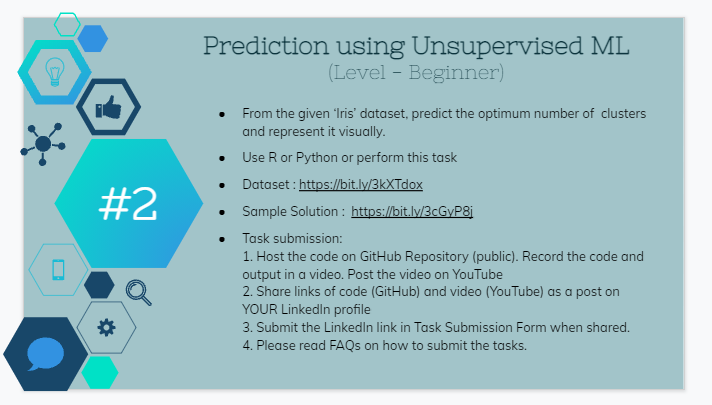 Prediction using Unsupervised ML
(Level - Beginner)
#2
● From the given ‘Iris’ dataset, predict the optimum number of clusters
and represent it visually.
● Use R or Python or perform this task
● Dataset : https://bit.ly/3kXTdox
● Sample Solution : https://bit.ly/3cGyP8j
● Task submission:
1. Host the code on GitHub Repository (public). Record the code and
output in a video. Post the video on YouTube
2. Share links of code (GitHub) and video (YouTube) as a post on
YOUR LinkedIn profile
3. Submit the LinkedIn link in Task Submission Form when shared.
4. Please read FAQs on how to submit the tasks.